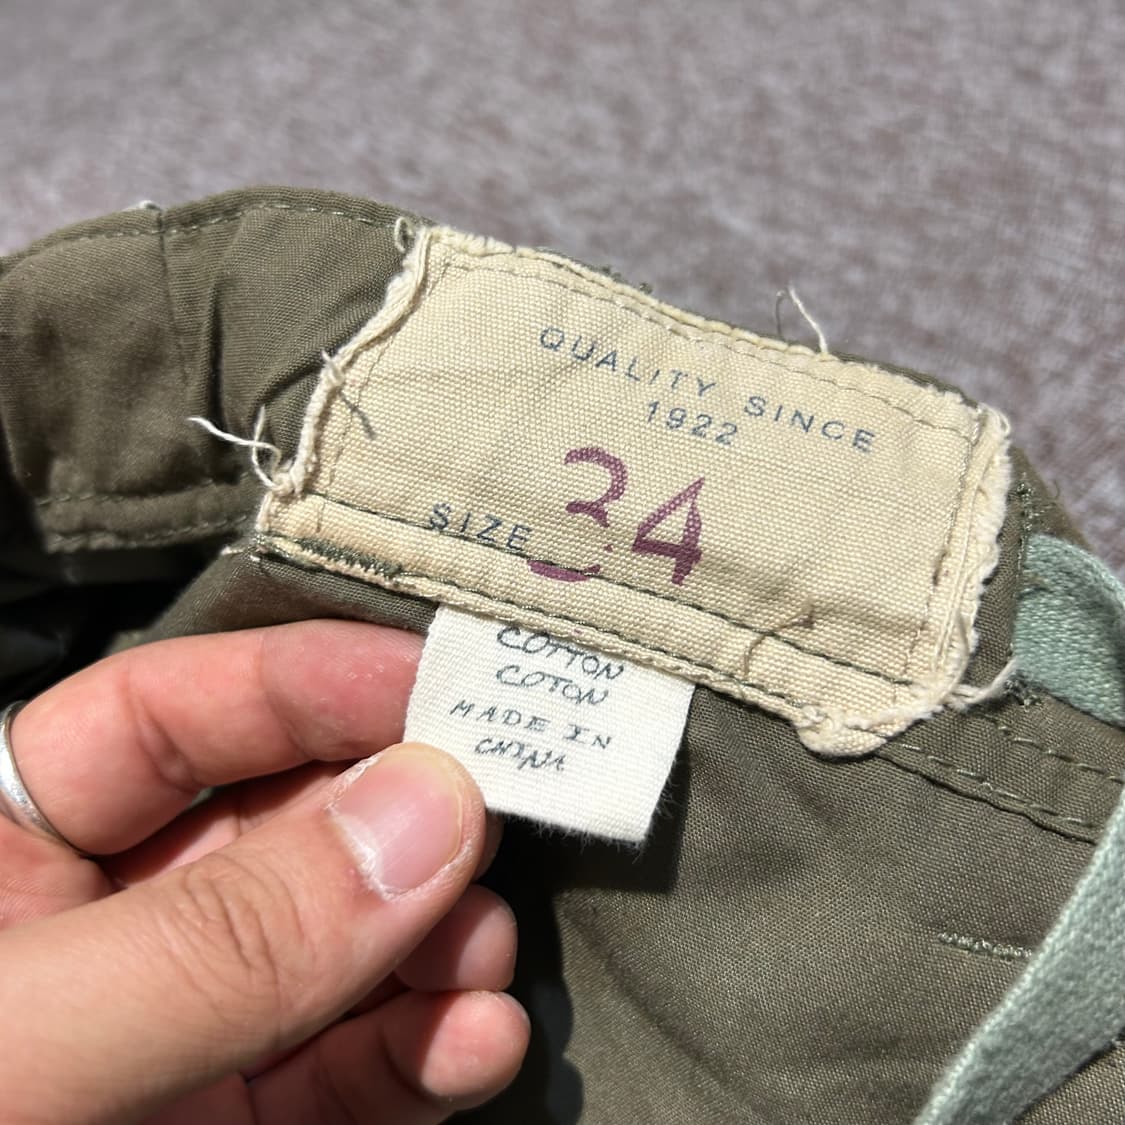 QUALITY SINCE
1922
SIZE 34
COTTON
COTON
MADE IN
CHINA